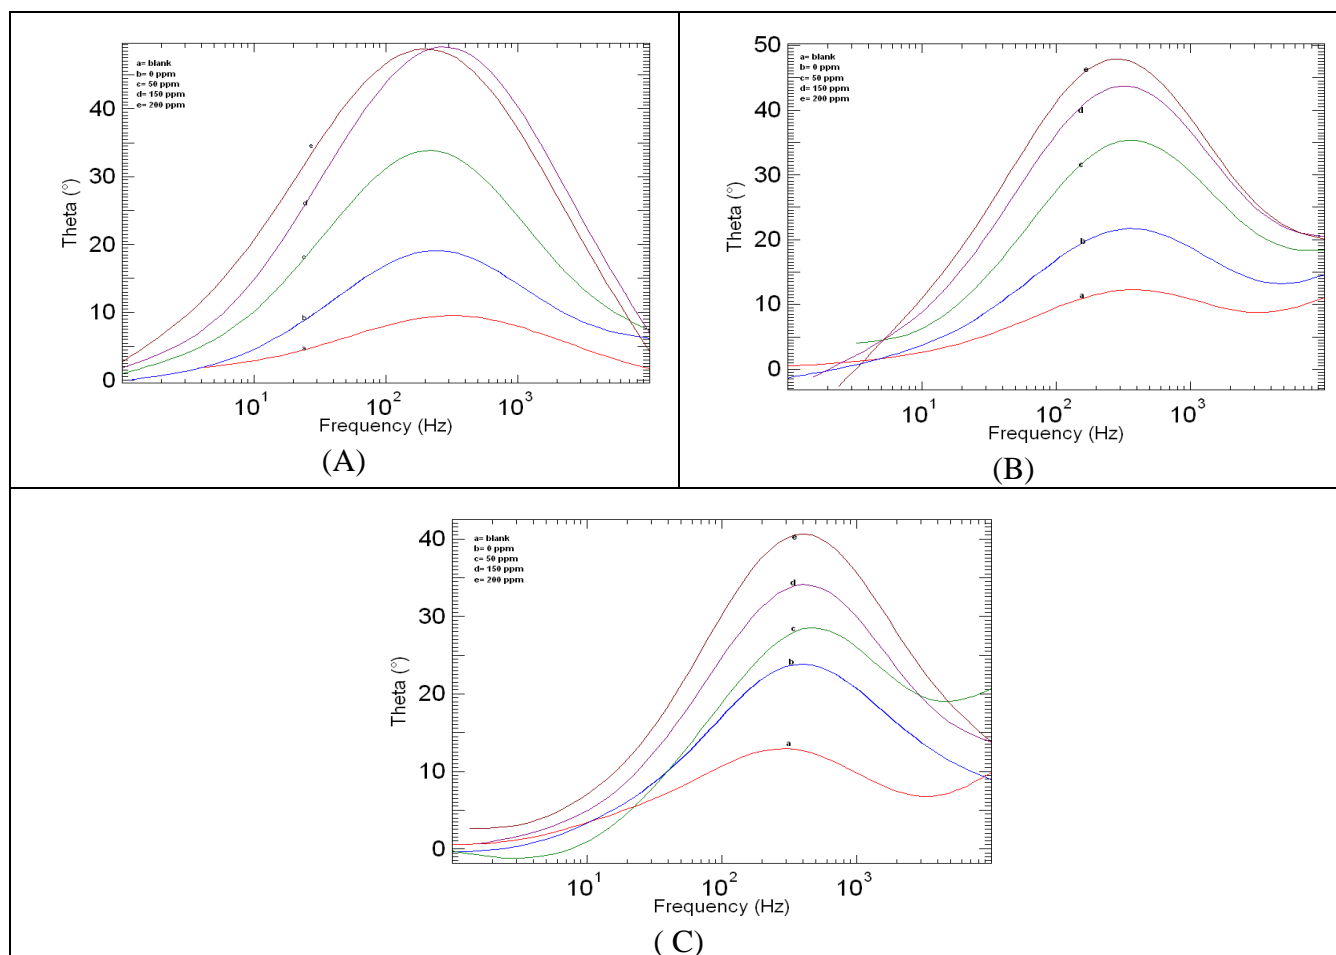 a= blank
b= 0 ppm
c= 50 ppm
d= 150 ppm
e= 200 ppm
Theta (°)
40
30
20
10
0
e
d
c
b
a
10¹ 10² 10³
Frequency (Hz)
(A)
a= blank
b= 0 ppm
c= 50 ppm
d= 150 ppm
e= 200 ppm
Theta (°)
50
40
30
20
10
0
e
d
c
b
a
10¹ 10² 10³
Frequency (Hz)
(B)
a= blank
b= 0 ppm
c= 50 ppm
d= 150 ppm
e= 200 ppm
Theta (°)
40
30
20
10
0
e
d
c
b
a
10¹ 10² 10³
Frequency (Hz)
( C)